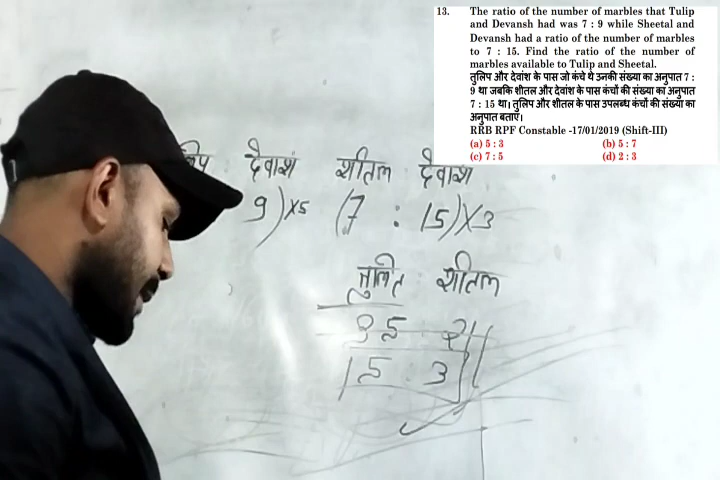 13. The ratio of the number of marbles that Tulip
and Devansh had was 7 : 9 while Sheetal and
Devansh had a ratio of the number of marbles
to 7 : 15. Find the ratio of the number of
marbles available to Tulip and Sheetal.
तुलिप और देवांश के पास जो कंचे थे उनकी संख्या का अनुपात 7 :
9 था जबकि शीतल और देवांश के पास कंचों की संख्या का अनुपात
7 : 15 था। तुलिप और शीतल के पास उपलब्ध कंचों की संख्या का
अनुपात बताएं।
RRB RPF Constable -17/01/2019 (Shift-III)
(a) 5 : 3 (b) 5 : 7
(c) 7 : 5 (d) 2 : 3
देवांश शीतल देवांश
9)×5 (7 : 15)×3
शीतल